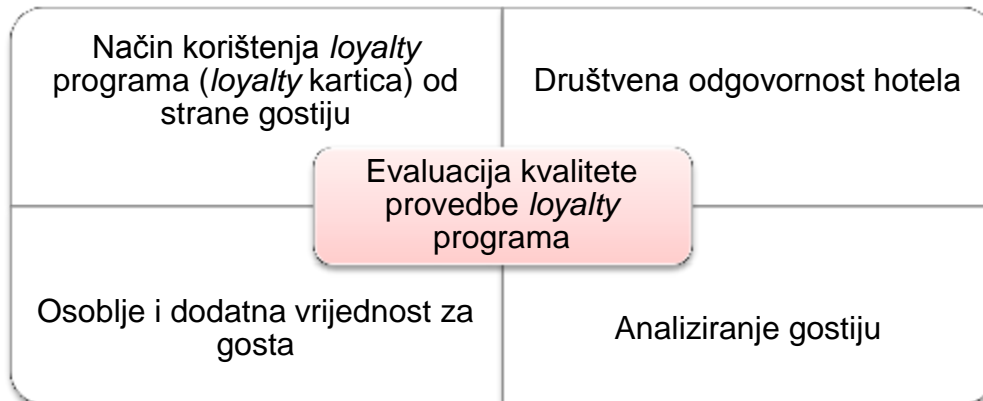 Način korištenja loyalty
programa (loyalty kartica) od
strane gostiju
Društvena odgovornost hotela
Evaluacija kvalitete
provedbe loyalty
programa
Osoblje i dodatna vrijednost za
gosta
Analiziranje gostiju